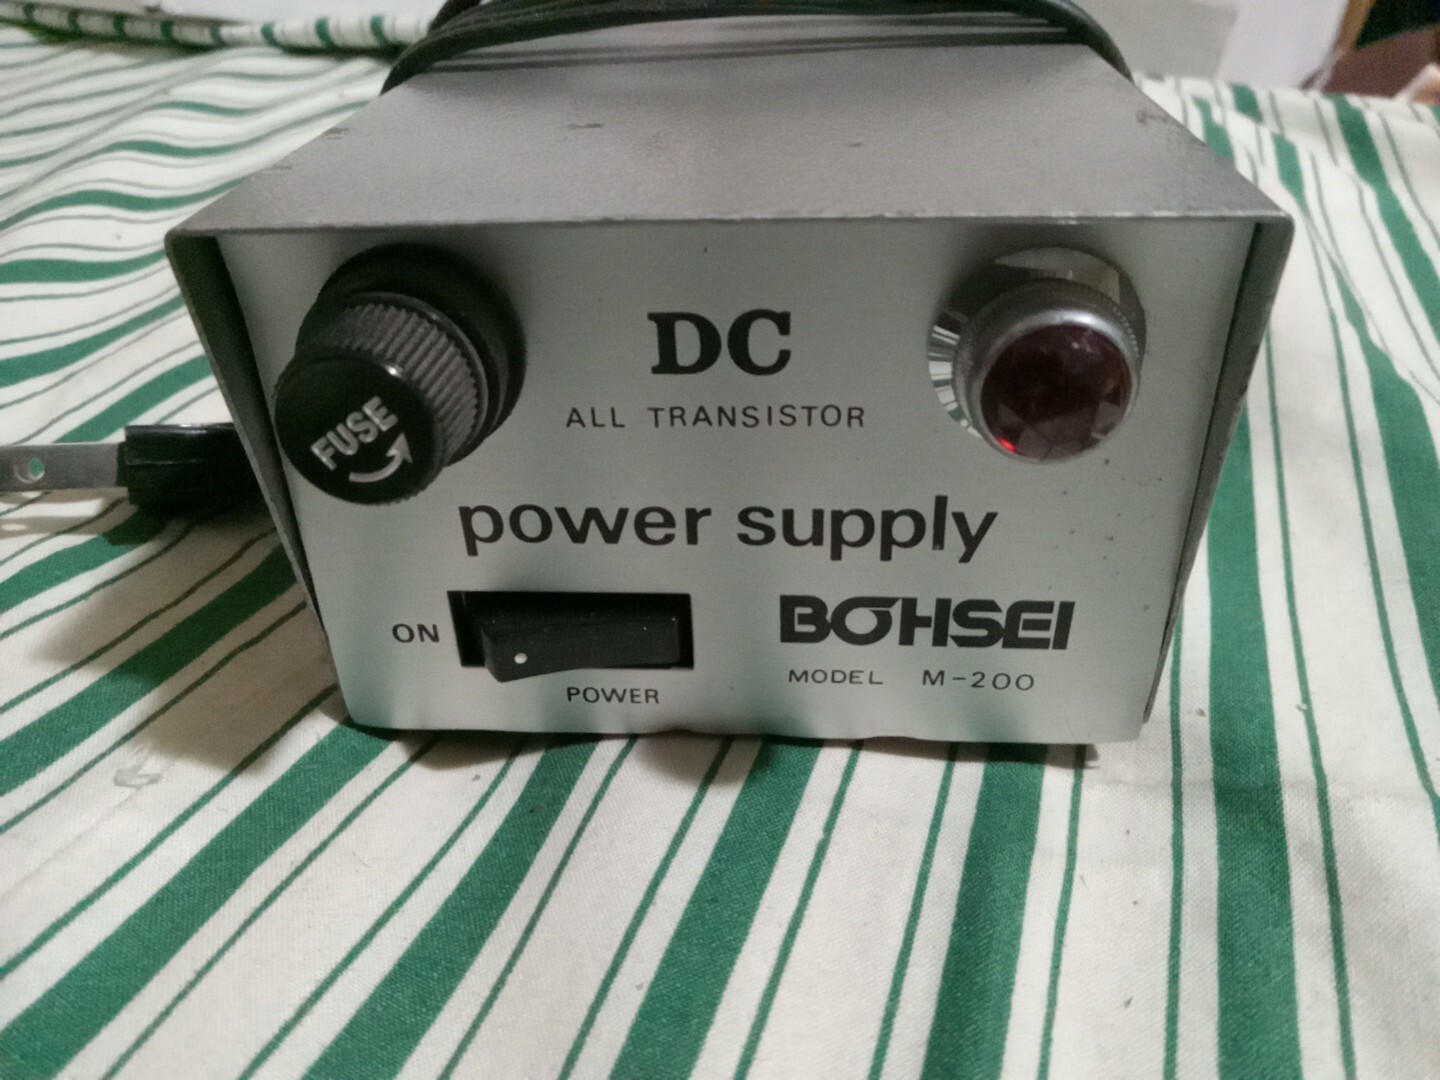 DC
ALL TRANSISTOR
FUSE
power supply
ON
BOHSEI
POWER
MODEL M-200